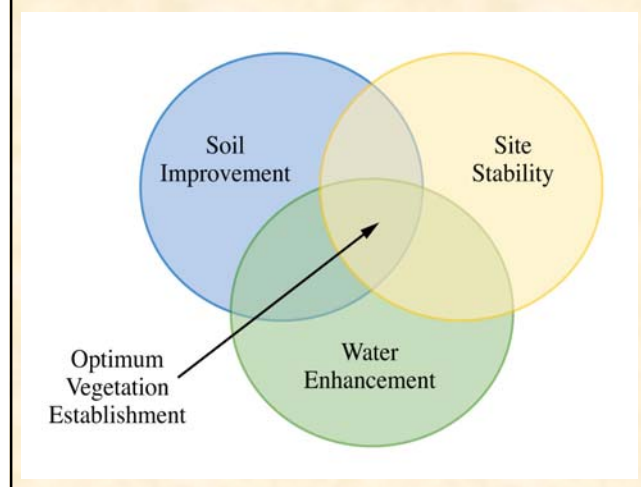 Soil
Improvement
Site
Stability
Water
Enhancement
Optimum
Vegetation
Establishment